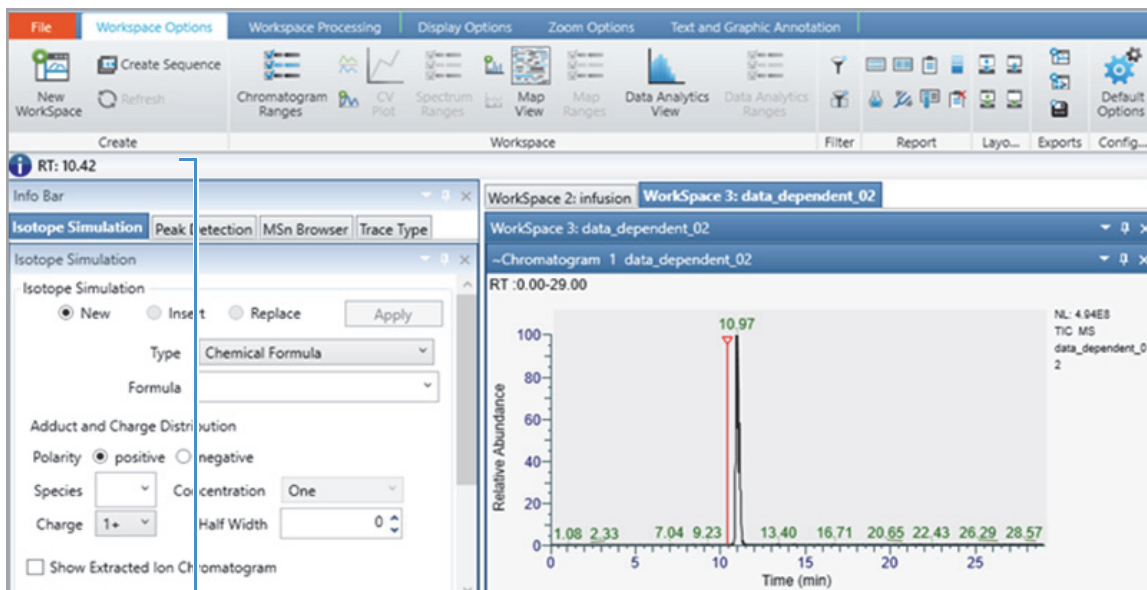 File Workspace Options Workspace Processing Display Options Zoom Options Text and Graphic Annotation
New WorkSpace
Create Sequence
Refresh
Chromatogram Ranges
CV Plot
Spectrum Ranges
Map View
Map Ranges
Data Analytics View
Data Analytics Ranges
Default Options
Create Workspace Filter Report Layo... Exports Config...
RT: 10.42
Info Bar
Isotope Simulation Peak Detection MSn Browser Trace Type
Isotope Simulation
Isotope Simulation
New Insert Replace Apply
Type Chemical Formula
Formula
Adduct and Charge Distribution
Polarity positive negative
Species Concentration One
Charge 1+ Half Width 0
Show Extracted Ion Chromatogram
WorkSpace 2: infusion WorkSpace 3: data_dependent_02
WorkSpace 3: data_dependent_02
~Chromatogram 1 data_dependent_02
RT :0.00-29.00
NL: 4.94E8
TIC MS
data_dependent_0
2
Relative Abundance
100
80
60
40
20
0
10.97
1.08 2.33 7.04 9.23 13.40 16.71 20.65 22.43 26.29 28.57
0 5 10 15 20 25
Time (min)